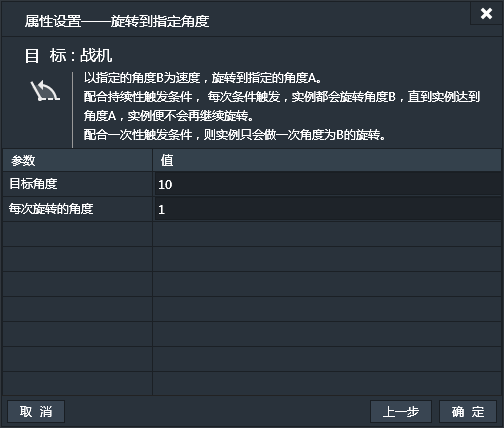 属性设置——旋转到指定角度
目 标：战机
以指定的角度B为速度，旋转到指定的角度A。
配合持续性触发条件， 每次条件触发，实例都会旋转角度B，直到实例达到
角度A，实例便不会再继续旋转。
配合一次性触发条件，则实例只会做一次角度为B的旋转。
参数 值
目标角度 10
每次旋转的角度 1
取 消 上一步 确 定